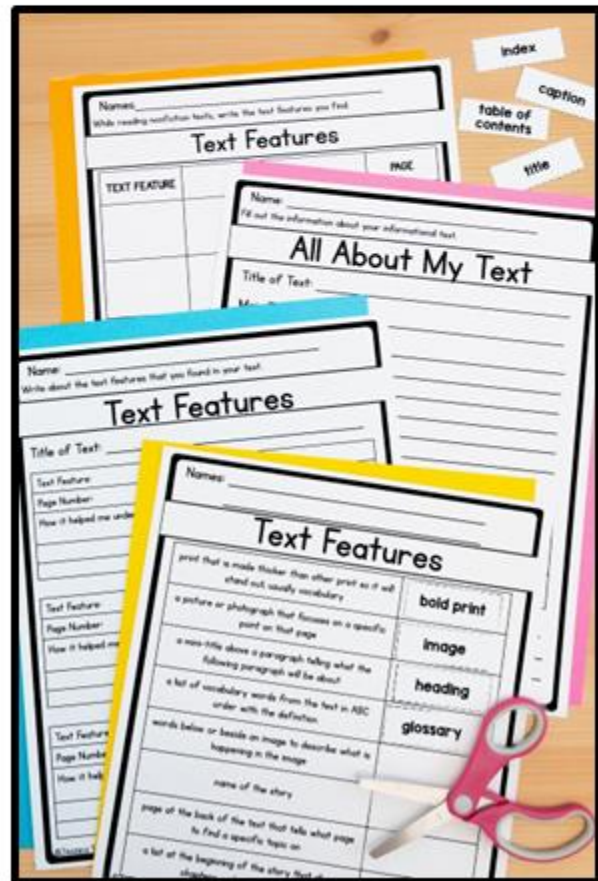 Names:
While reading nonfiction texts, write the text features you find.
Text Features
TEXT FEATURE
PAGE
index
caption
table of
contents
title
Name:
Fill out the information about your informational text.
All About My Text
Title of Text:
Name:
Write about the text features that you found in your text.
Text Features
Title of Text:
Text Feature:
Page Number:
How it helped me
Text Feature:
Page Number:
How it helped me
Text Feature
Page Number
How it
Names:
Text Features
print that is made thicker than other print so it will
stand out, usually vocabulary
bold print
a picture or photograph that focuses on a specific
point on that page
image
a mini-title above a paragraph telling what the
following paragraph will be about
heading
a list of vocabulary words from the text in ABC
order with the definition
glossary
words below or beside an image to describe what is
happening in the image
name of the story
page at the back of the text that tells what page
to find a specific topic on
a list at the beginning of the story that